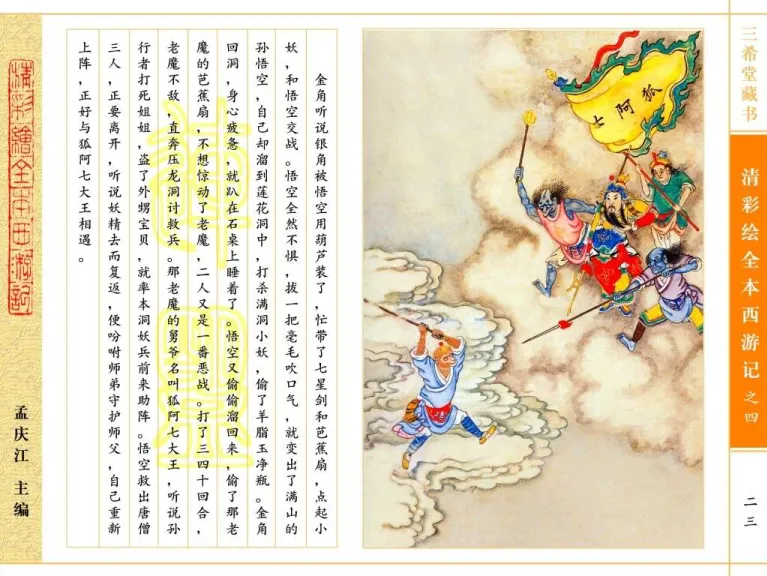 三希堂藏书
清彩绘全本西游记之四
二三
狐阿七
金角听说银角被悟空用葫芦装了，忙带了七星剑和芭蕉扇，点起小
妖，和悟空交战。悟空全然不惧，拔一把毫毛吹口气，就变出了满山的
孙悟空，自己却溜到莲花洞中，打杀满洞小妖，偷了羊脂玉净瓶。金角
回洞，身心疲惫，就趴在石桌上睡着了。悟空又偷偷溜回来，偷了那老
魔的芭蕉扇，不想惊动了老魔，二人又是一番恶战。打了三四十回合，
老魔不敌，直奔压龙洞讨救兵。那老魔的舅爷名叫狐阿七大王，听说孙
行者打死姐姐，盗了外甥宝贝，就率本洞妖兵前来助阵。悟空救出唐僧
三人，正要离开，听说妖精去而复返，便吩咐师弟守护师父，自己重新
上阵，正好与狐阿七大王相遇。
清彩绘全本西游记
孟庆江 主编